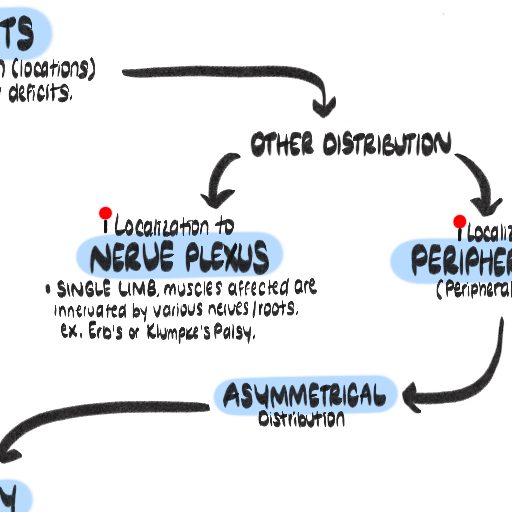 TS
(locations)
deficits.
OTHER DISTRIBUTION
Localization to
NERVE PLEXUS
• SINGLE LIMB, muscles affected are
innervated by various nerves/roots.
ex. Erb's or Klumpke's Palsy.
Localiz
PERIPHER
(Peripheral
ASYMMETRICAL
Distribution
Y